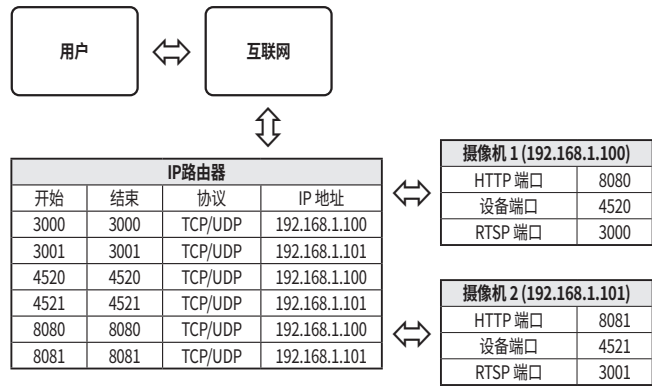 用户
互联网
IP路由器
开始 结束 协议 IP 地址
3000 3000 TCP/UDP 192.168.1.100
3001 3001 TCP/UDP 192.168.1.101
4520 4520 TCP/UDP 192.168.1.100
4521 4521 TCP/UDP 192.168.1.101
8080 8080 TCP/UDP 192.168.1.100
8081 8081 TCP/UDP 192.168.1.101
摄像机 1 (192.168.1.100)
HTTP 端口 8080
设备端口 4520
RTSP 端口 3000
摄像机 2 (192.168.1.101)
HTTP 端口 8081
设备端口 4521
RTSP 端口 3001